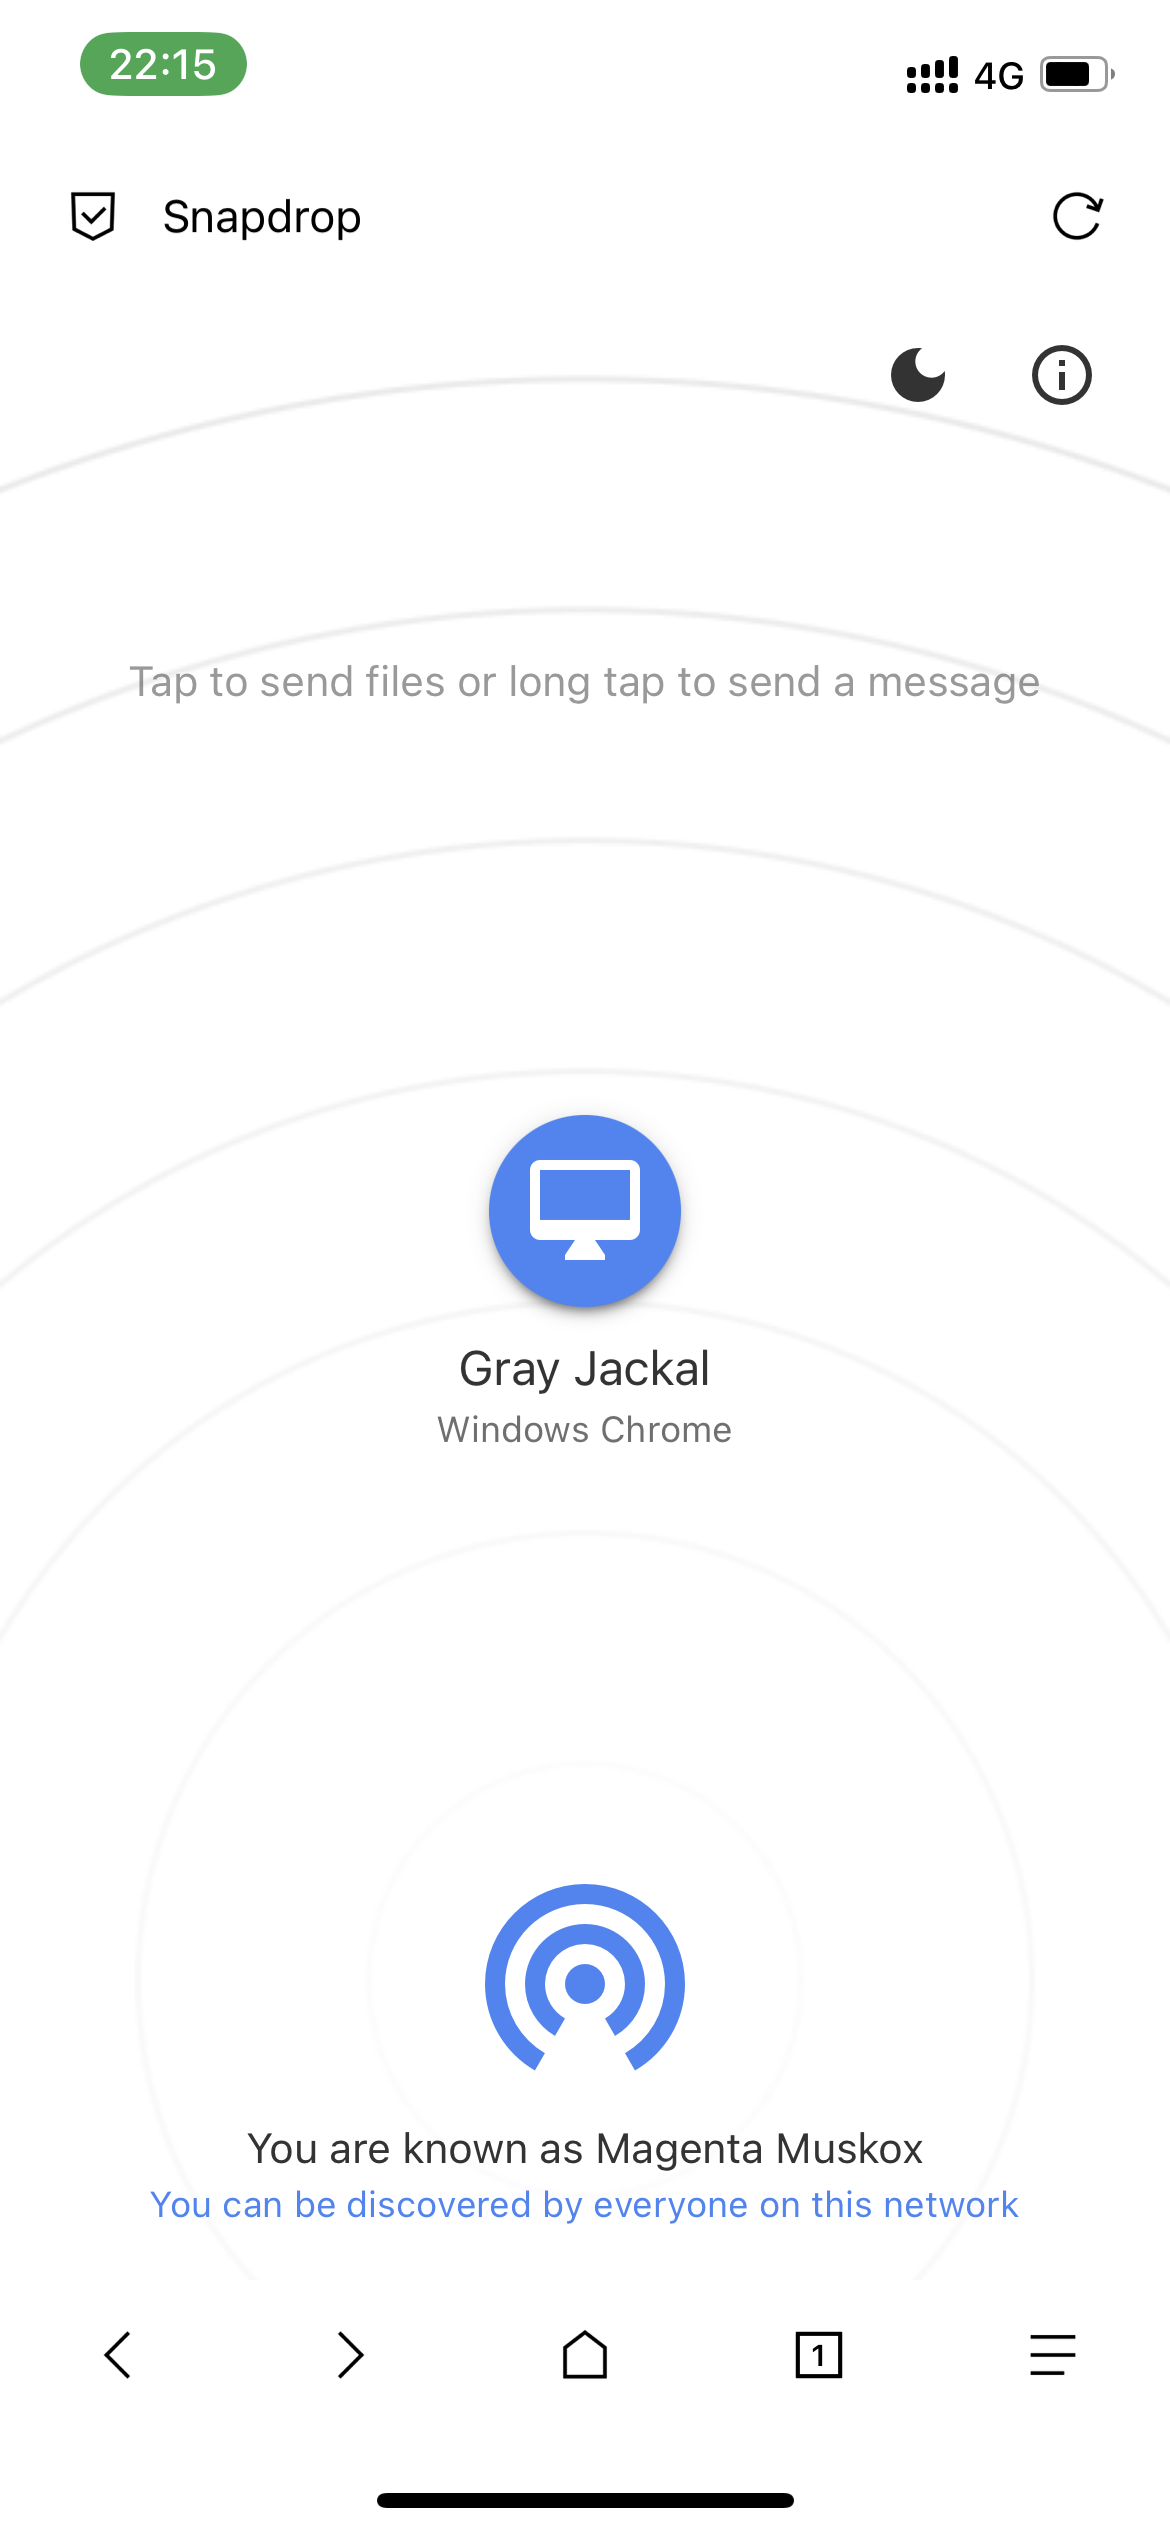 22:15
4G
Snapdrop
Tap to send files or long tap to send a message
Gray Jackal
Windows Chrome
You are known as Magenta Muskox
You can be discovered by everyone on this network
1